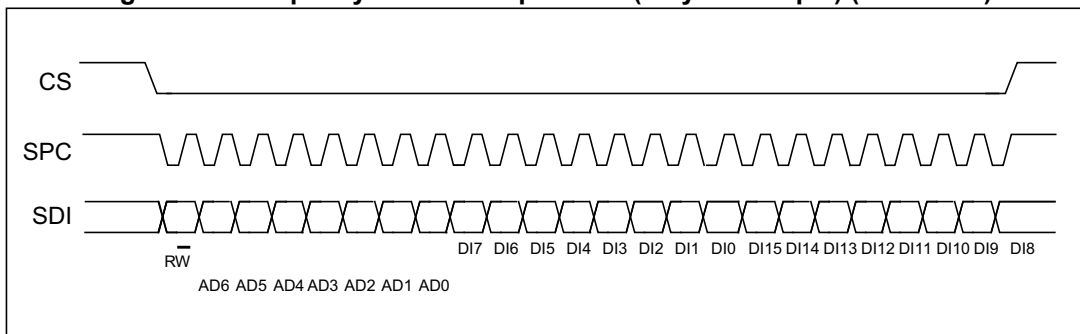 CS
SPC
SDI
DI7 DI6 DI5 DI4 DI3 DI2 DI1 DI0 DI15 DI14 DI13 DI12 DI11 DI10 DI9 DI8
RW
AD6 AD5 AD4 AD3 AD2 AD1 AD0